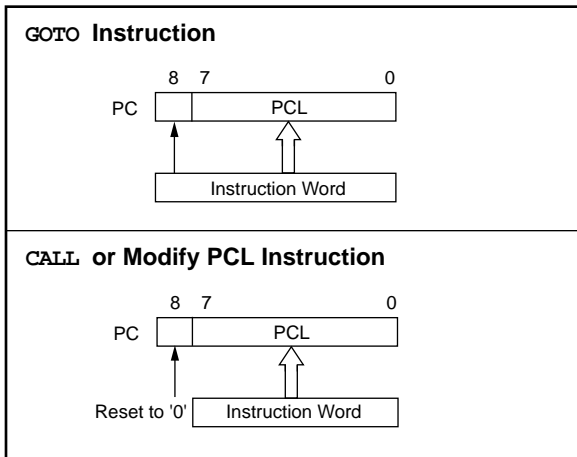 GOTO Instruction
8 7 0
PC PCL
Instruction Word
CALL or Modify PCL Instruction
8 7 0
PC PCL
Reset to '0' Instruction Word